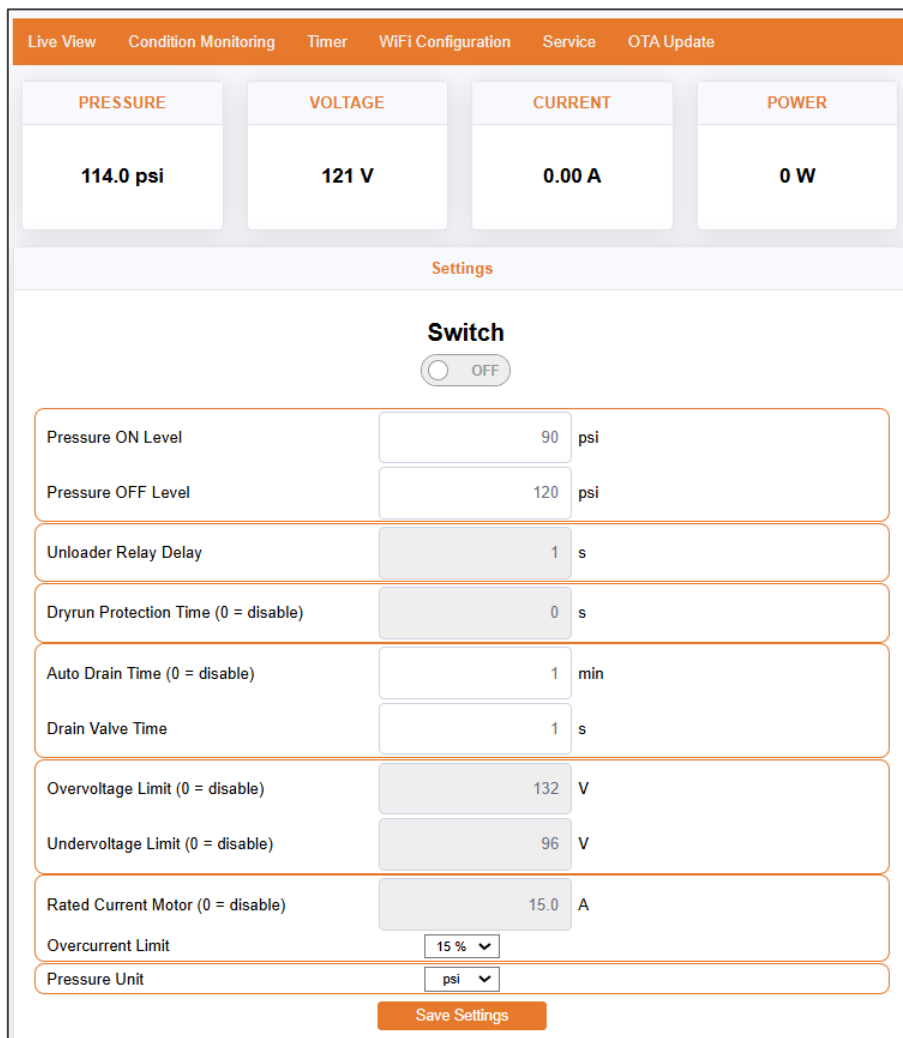 Live View Condition Monitoring Timer WiFi Configuration Service OTA Update
PRESSURE VOLTAGE CURRENT POWER
114.0 psi 121 V 0.00 A 0 W
Settings
Switch
OFF
Pressure ON Level 90 psi
Pressure OFF Level 120 psi
Unloader Relay Delay 1 s
Dryrun Protection Time (0 = disable) 0 s
Auto Drain Time (0 = disable) 1 min
Drain Valve Time 1 s
Overvoltage Limit (0 = disable) 132 V
Undervoltage Limit (0 = disable) 96 V
Rated Current Motor (0 = disable) 15.0 A
Overcurrent Limit 15 %
Pressure Unit psi
Save Settings